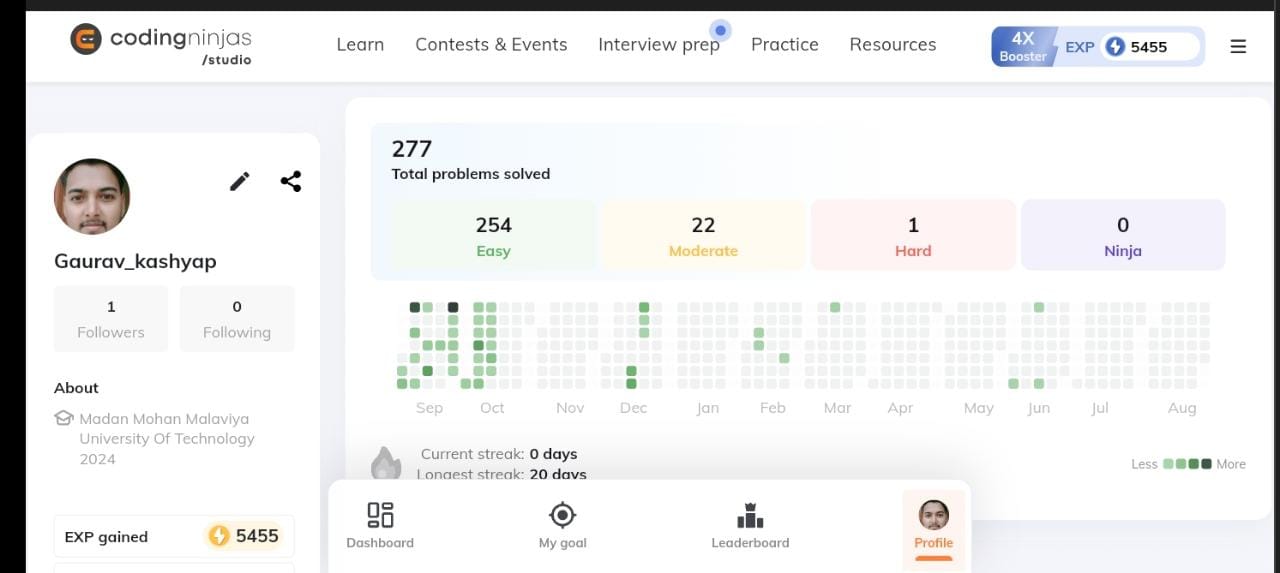 codingninjas
/studio
Learn
Contests & Events
Interview prep
Practice
Resources
4X
Booster
EXP
5455
Gaurav_kashyap
1
Followers
0
Following
About
Madan Mohan Malaviya
University Of Technology
2024
EXP gained
5455
277
Total problems solved
254
Easy
22
Moderate
1
Hard
0
Ninja
Sep Oct Nov Dec Jan Feb Mar Apr May Jun Jul Aug
Current streak: 0 days
Longest streak: 20 days
Less
More
Dashboard
My goal
Leaderboard
Profile